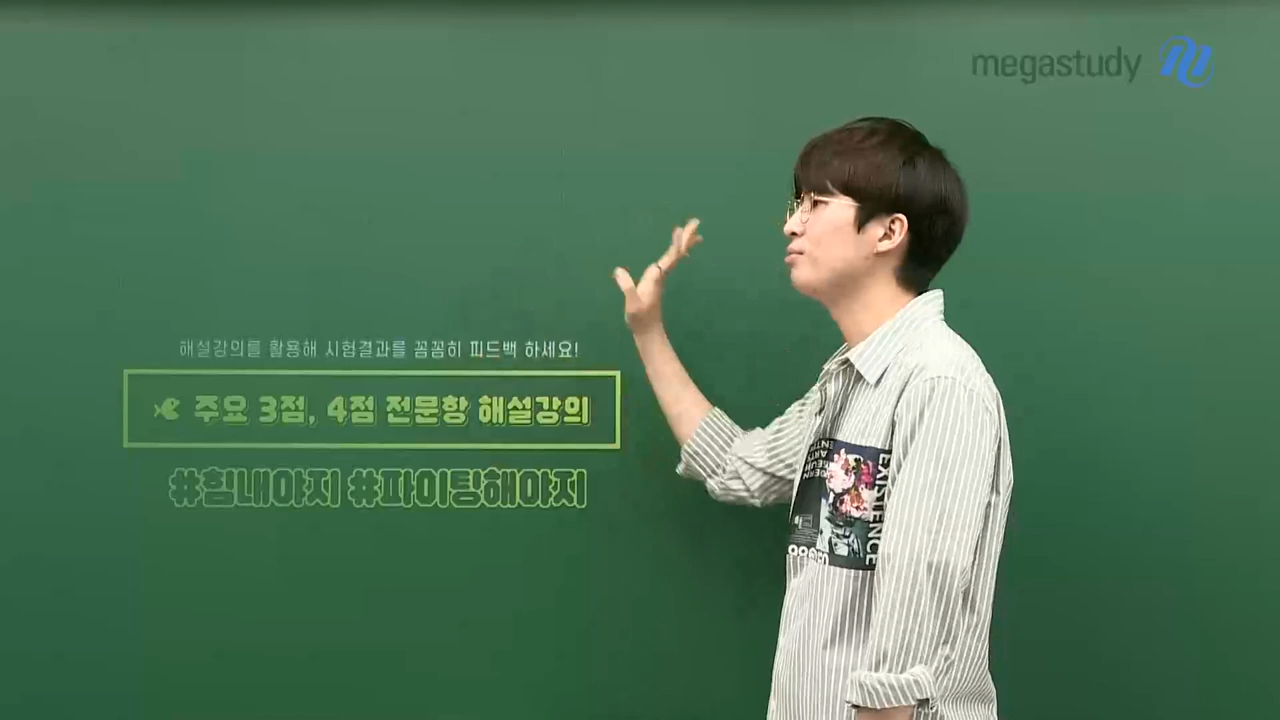 megastudy
해설강의를 활용해 시험결과를 꼼꼼히 피드백 하세요!
주요 3점, 4점 전문항 해설강의
#힘내야지 #파이팅해야지
EXISTENCE